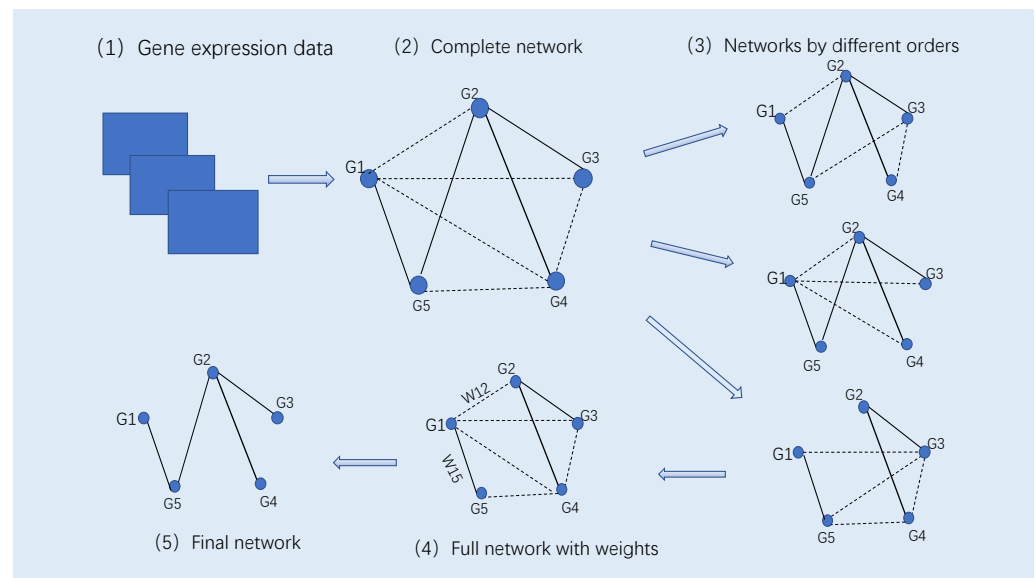 (1) Gene expression data
(2) Complete network
(3) Networks by different orders
G2
G1
G3
G5
G4
G2
G1
G3
G5
G4
G2
G1
G3
G5
G4
G2
G1
G3
G5
G4
G2
W12
G1
G3
W15
G5
G4
G2
G1
G3
G5
G4
(5) Final network
(4) Full network with weights